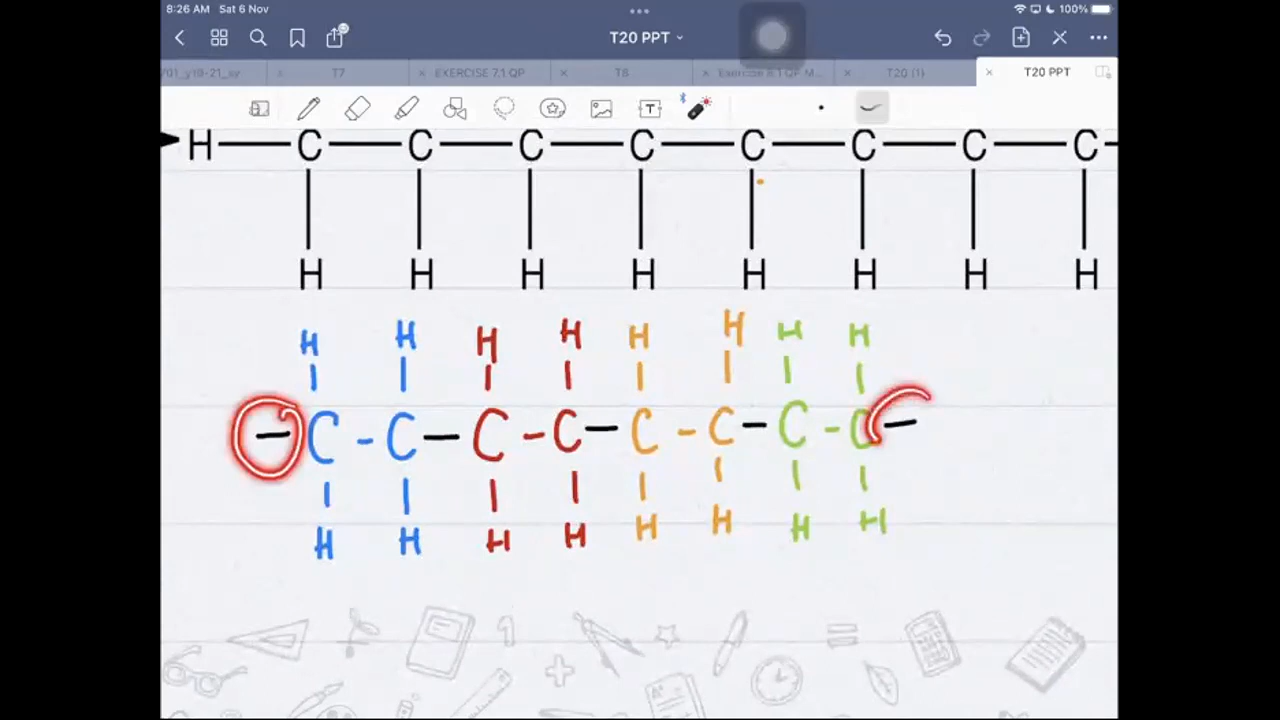 8:26 AM Sat 6 Nov 100%
T20 PPT
T7 EXERCISE 7.1 QP T8 T20 (1) T20 PPT
T
H C C C C C C C C
H H H H H H H H
H H H H H H H H
C C C C C C C C
H H H H H H H H